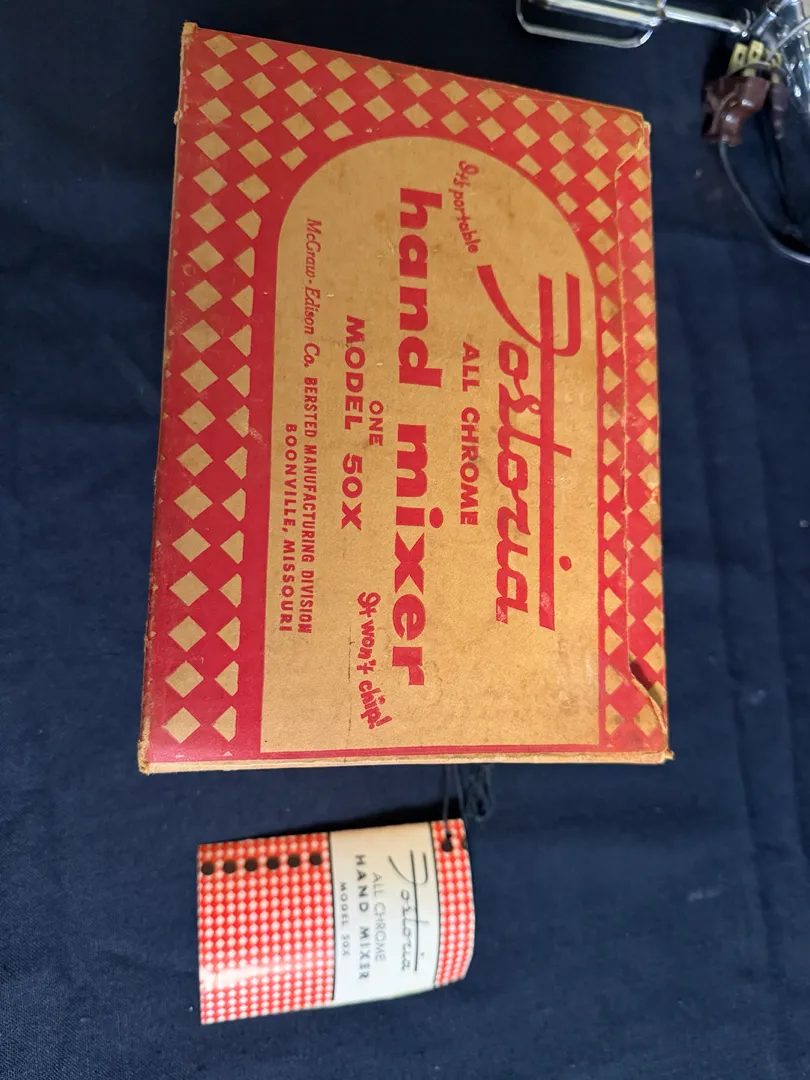 Fostoria
It's portable
ALL CHROME
hand mixer
It won't chip!
ONE
MODEL 50X
McGraw-Edison Co. BERSTED MANUFACTURING DIVISION
BOONVILLE, MISSOURI
Fostoria
ALL CHROME
HAND MIXER
MODEL 50X